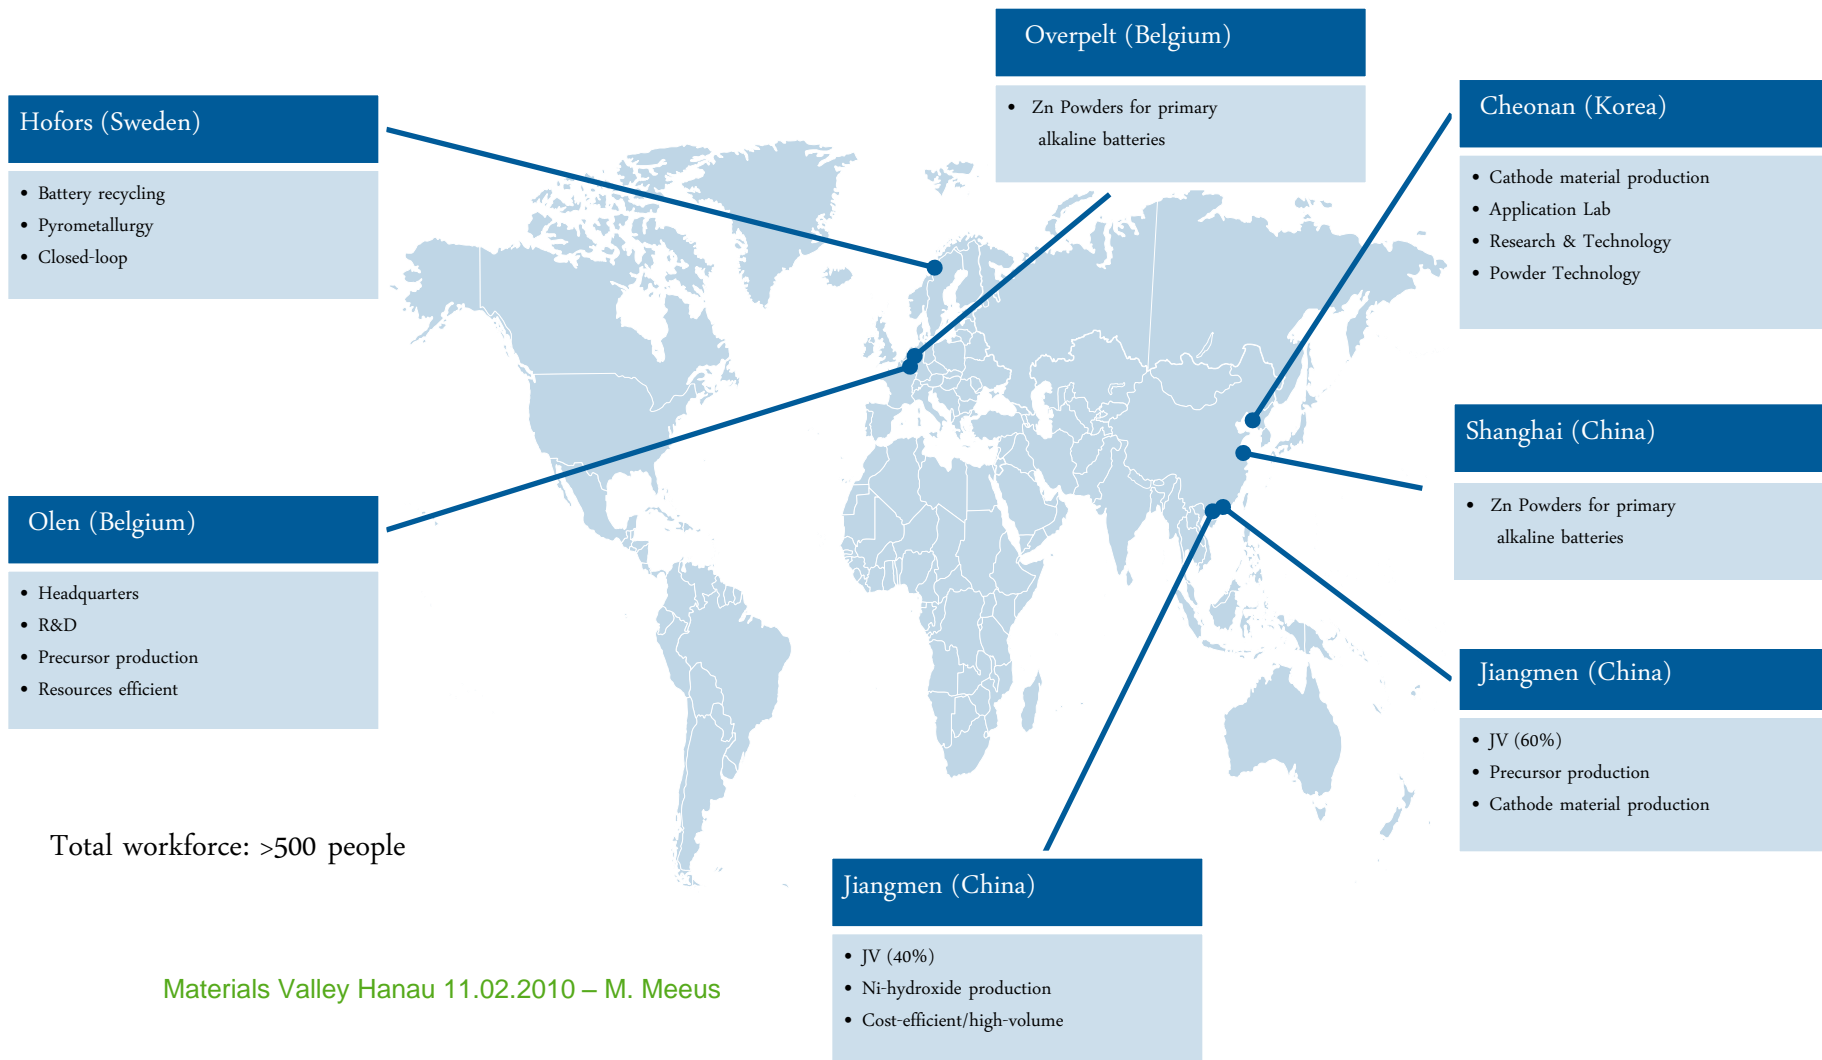 Overpelt (Belgium)
• Zn Powders for primary
alkaline batteries
Hofors (Sweden)
• Battery recycling
• Pyrometallurgy
• Closed-loop
Cheonan (Korea)
• Cathode material production
• Application Lab
• Research & Technology
• Powder Technology
Shanghai (China)
• Zn Powders for primary
alkaline batteries
Olen (Belgium)
• Headquarters
• R&D
• Precursor production
• Resources efficient
Jiangmen (China)
• JV (60%)
• Precursor production
• Cathode material production
Total workforce: >500 people
Jiangmen (China)
• JV (40%)
• Ni-hydroxide production
• Cost-efficient/high-volume
Materials Valley Hanau 11.02.2010 – M. Meeus